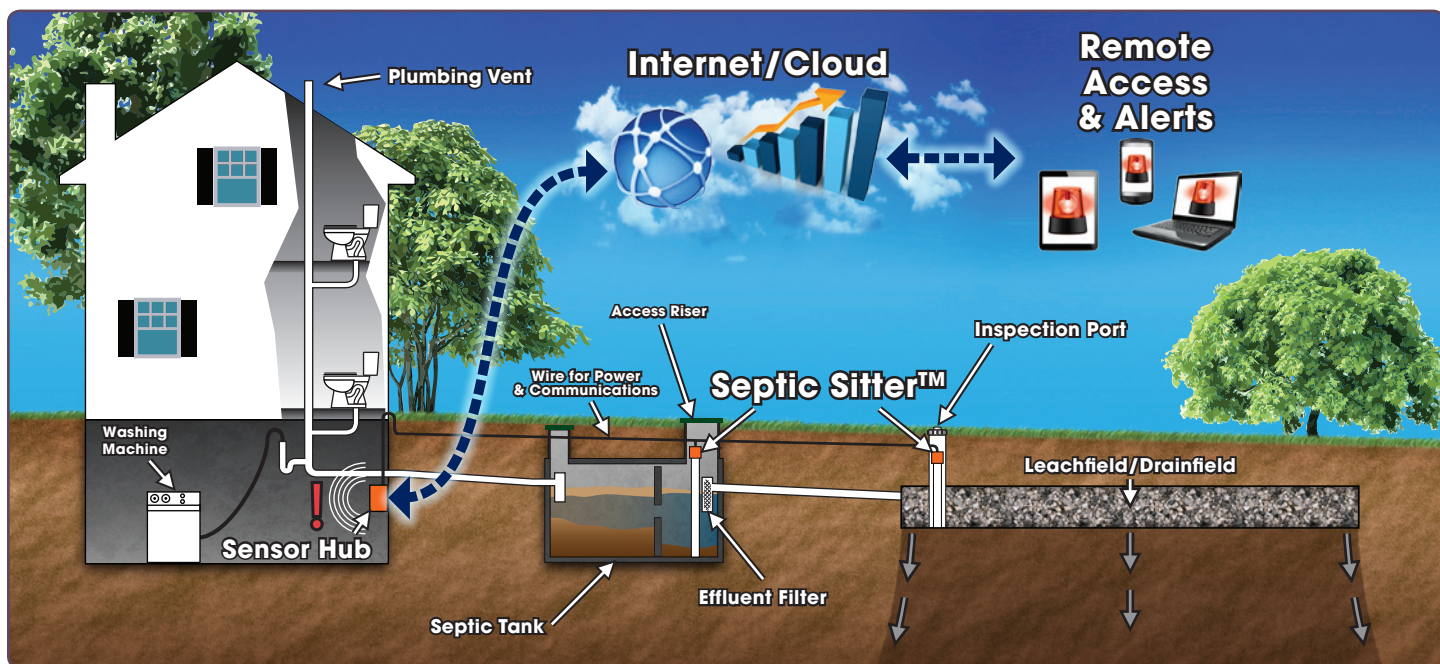 Plumbing Vent
Internet/Cloud
Remote
Access
& Alerts
Access Riser
Inspection Port
Wire for Power
& Communications
Septic Sitter™
Washing
Machine
Leachfield/Drainfield
Sensor Hub
Effluent Filter
Septic Tank